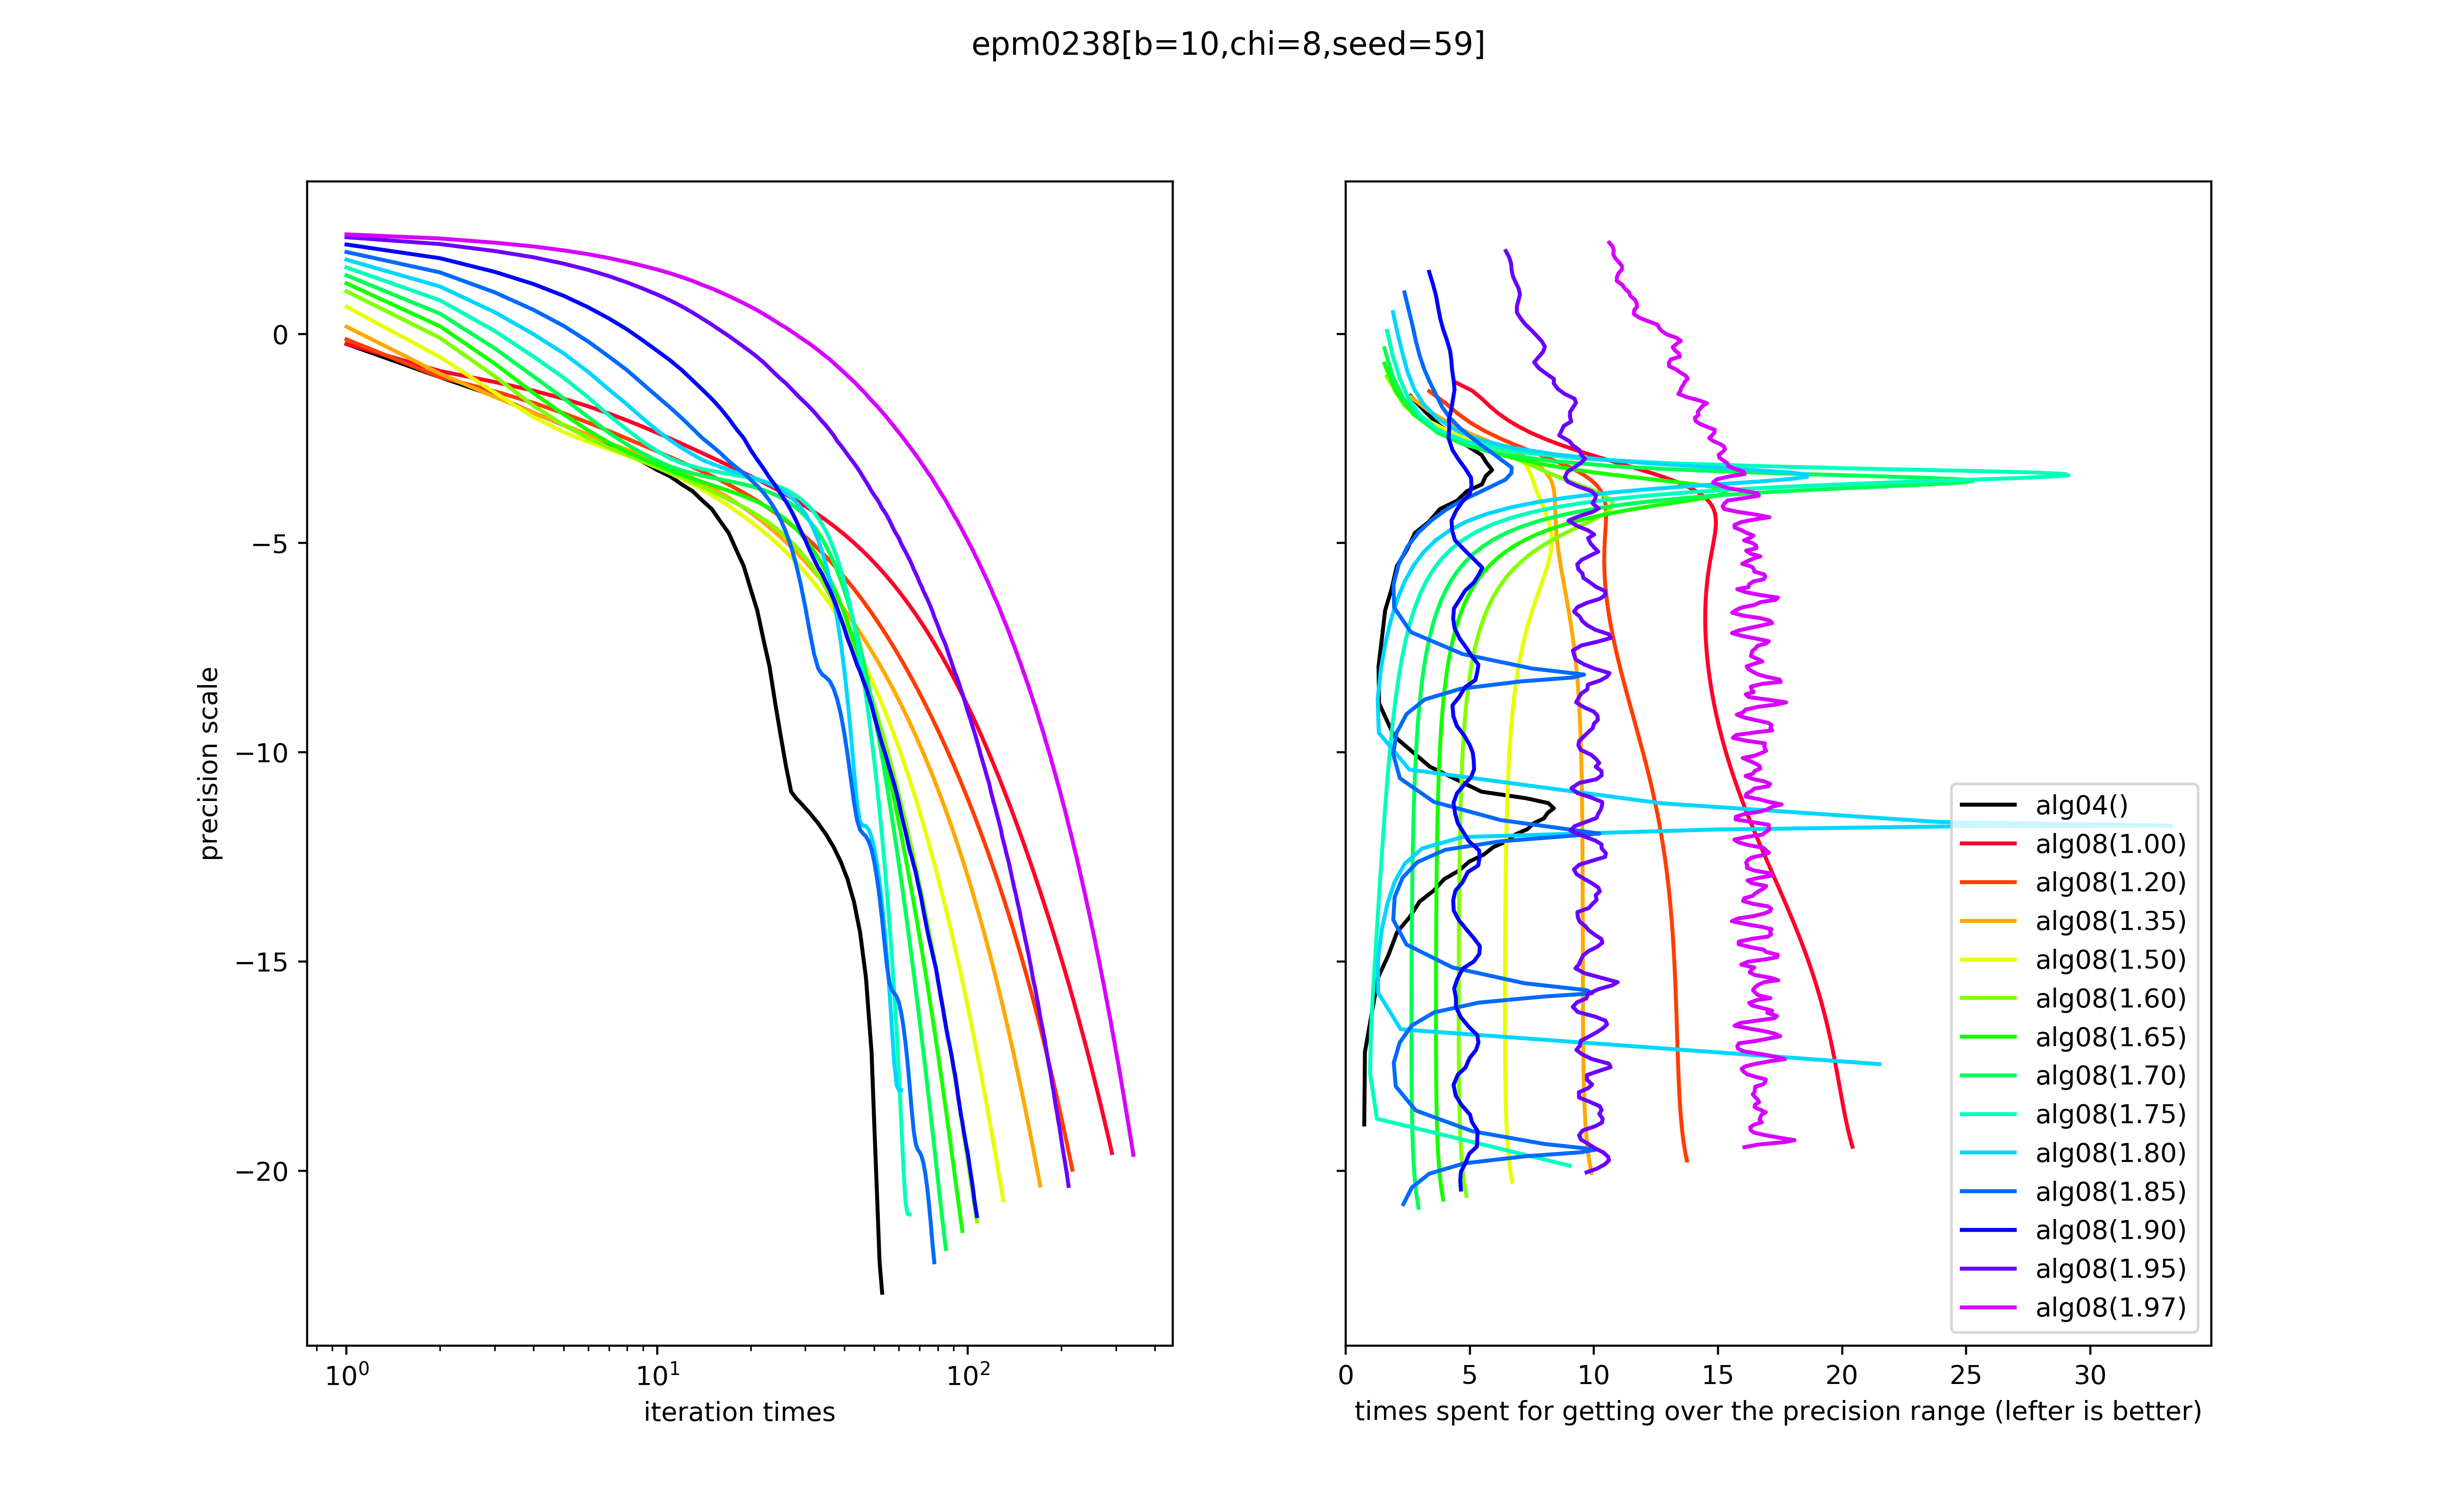 epm0238[b=10,chi=8,seed=59]
precision scale
0
−5
−10
−15
−20
10⁰
10¹
10²
iteration times
0
5
10
15
20
25
30
times spent for getting over the precision range (lefter is better)
alg04()
alg08(1.00)
alg08(1.20)
alg08(1.35)
alg08(1.50)
alg08(1.60)
alg08(1.65)
alg08(1.70)
alg08(1.75)
alg08(1.80)
alg08(1.85)
alg08(1.90)
alg08(1.95)
alg08(1.97)